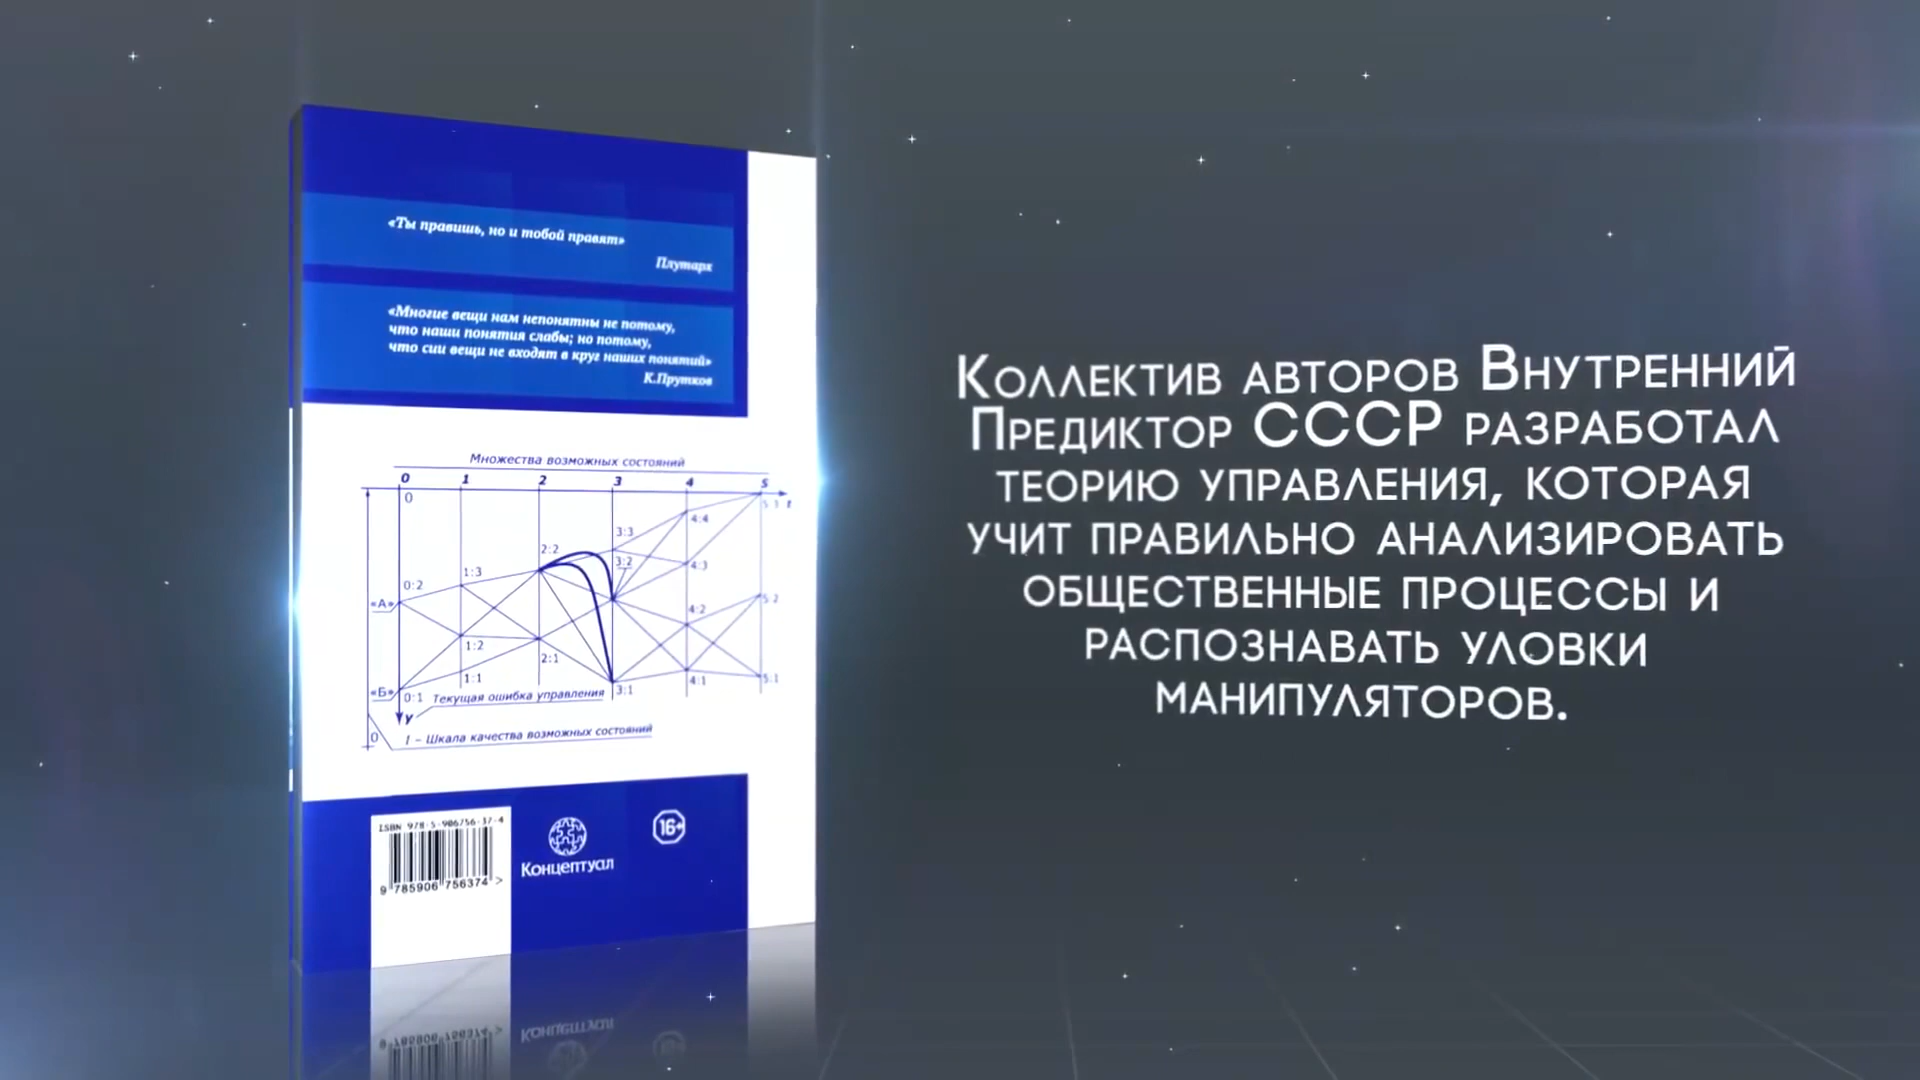 «Ты правишь, но и тобой правят»
Плутарх
«Многие вещи нам непонятны не потому,
что наши понятия слабы; но потому,
что сии вещи не входят в круг наших понятий»
К.Прутков
Множества возможных состояний
0 1 2 3 4 5
0
5:1 t
4:4
3:3
2:2
3:2
4:3
1:3
0:2
5:2
«А»
4:2
1:2
2:1
1:1
4:1
5:1
3:1
«Б»
0:1
Текущая ошибка управления
y
0
I – Шкала качества возможных состояний
ISBN 978-5-906756-37-4
9 785906 756374 >
Концептуал
16+
Коллектив авторов Внутренний
Предиктор СССР разработал
теорию управления, которая
учит правильно анализировать
общественные процессы и
распознавать уловки
манипуляторов.